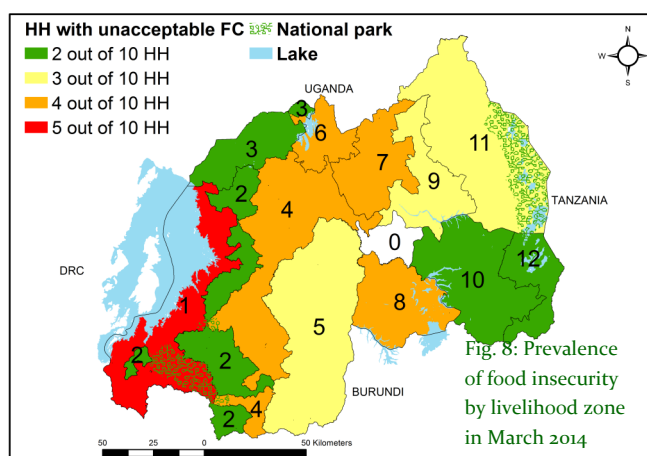 HH with unacceptable FC
National park
2 out of 10 HH
Lake
3 out of 10 HH
4 out of 10 HH
5 out of 10 HH
N
W
E
S
UGANDA
3
6
3
11
7
2
9
4
TANZANIA
0
DRC
12
10
1
8
5
2
2
BURUNDI
4
2
Fig. 8: Prevalence
of food insecurity
by livelihood zone
in March 2014
50 25 0 50 Kilometers